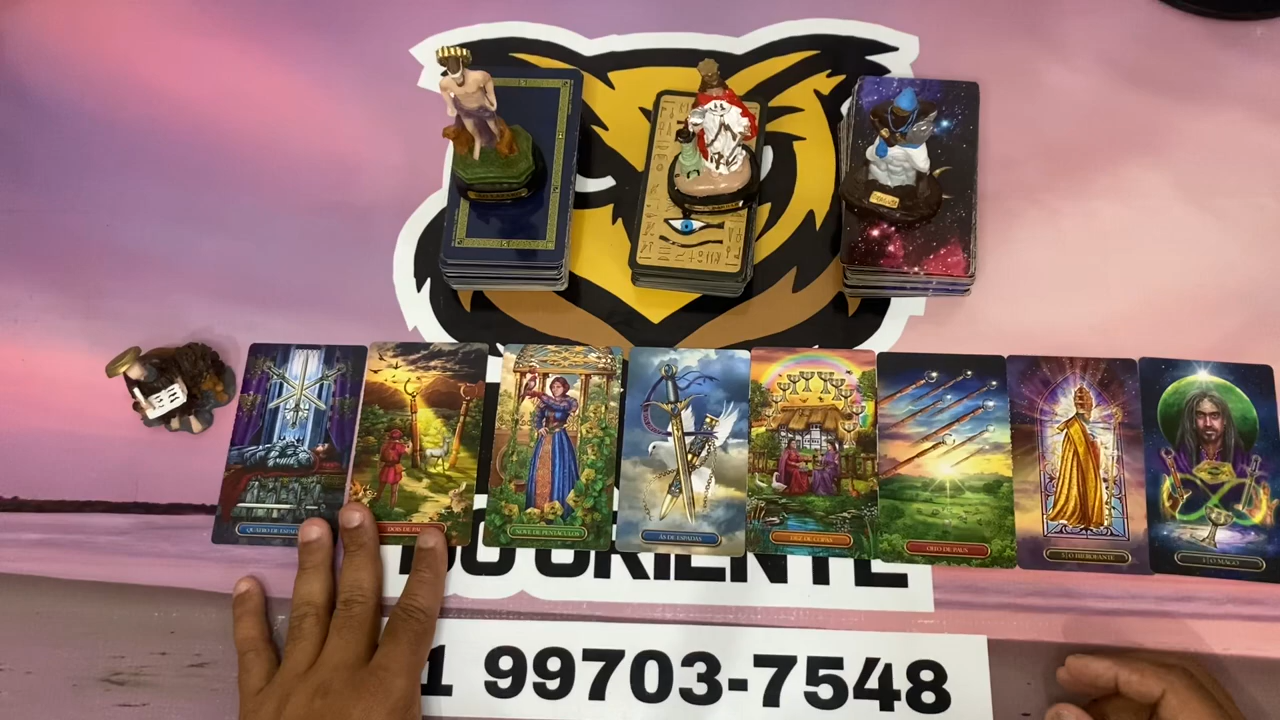 QUATRO DE ESPADAS
DOIS DE PAUS
NOVE DE PENTÁCULOS
ÁS DE ESPADAS
DEZ DE COPAS
OITO DE PAUS
5 | O HIEROFANTE
1 | O MAGO
DO ORIENTE
1 99703-7548